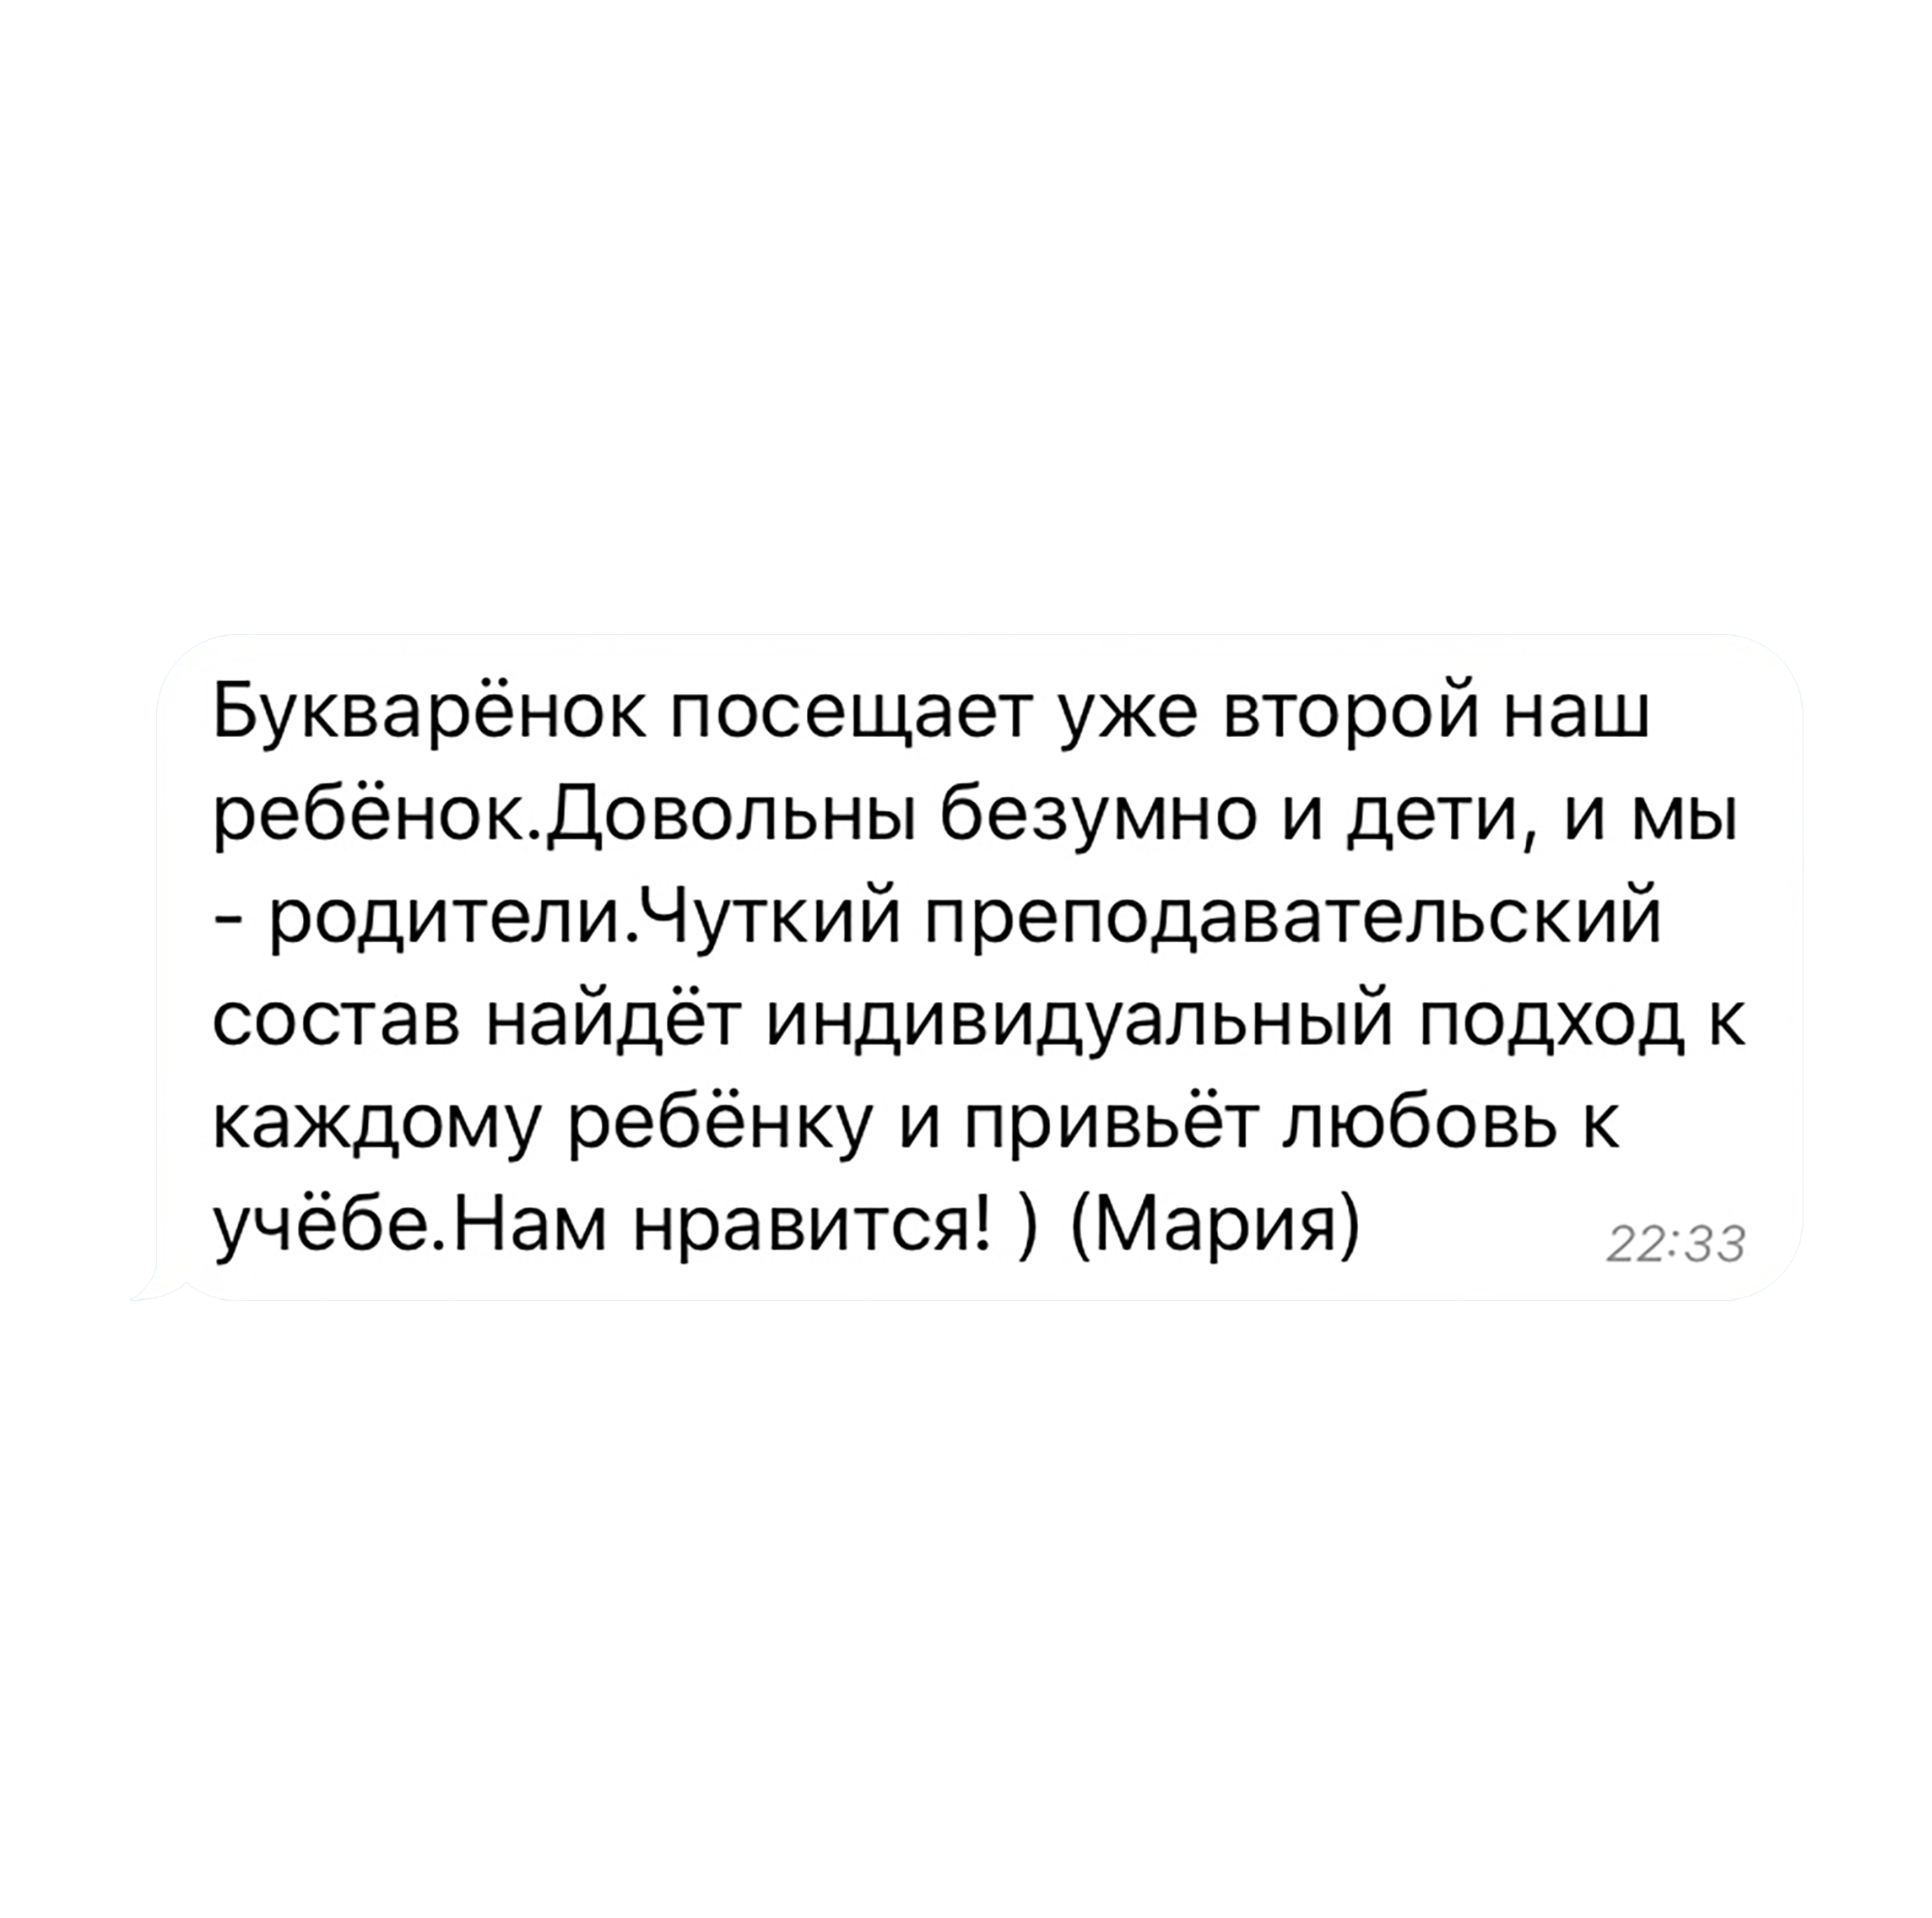 Букварёнок посещает уже второй наш
ребёнок.Довольны безумно и дети, и мы
- родители.Чуткий преподавательский
состав найдёт индивидуальный подход к
каждому ребёнку и привьёт любовь к
учёбе.Нам нравится! ) (Мария)
22:33